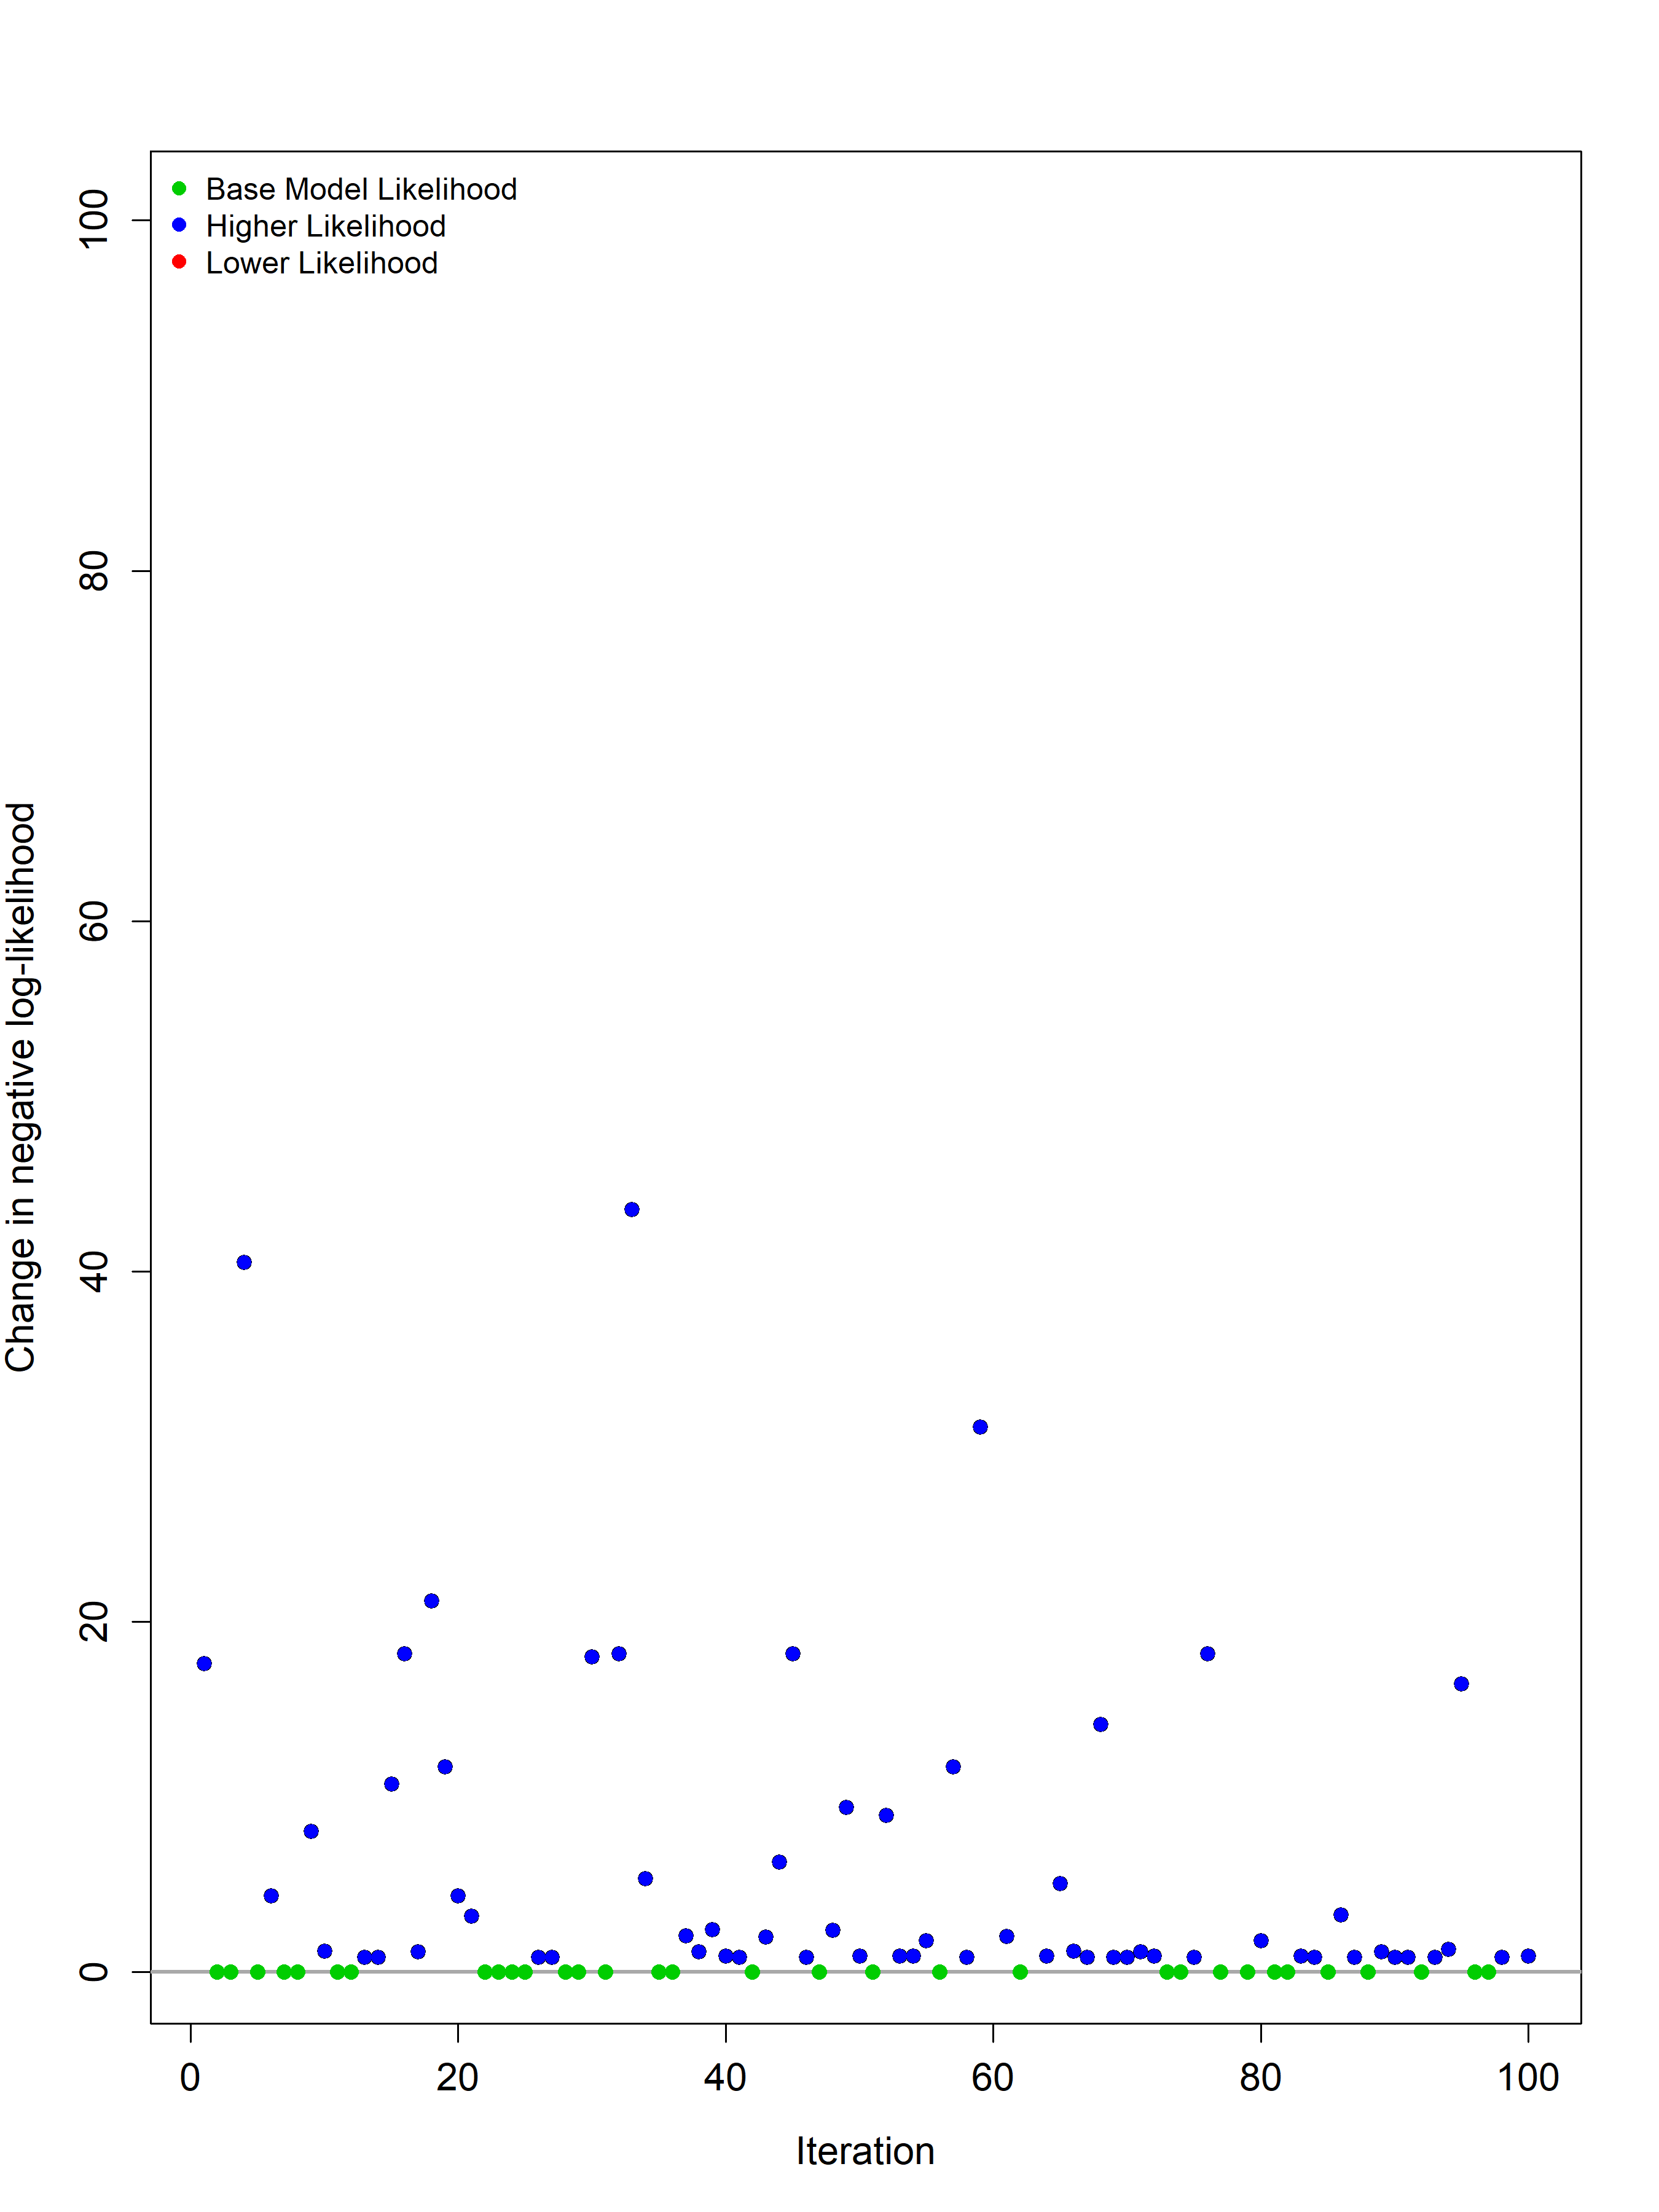 Base Model Likelihood
Higher Likelihood
Lower Likelihood
100
80
60
40
20
0
Change in negative log-likelihood
0 20 40 60 80 100
Iteration